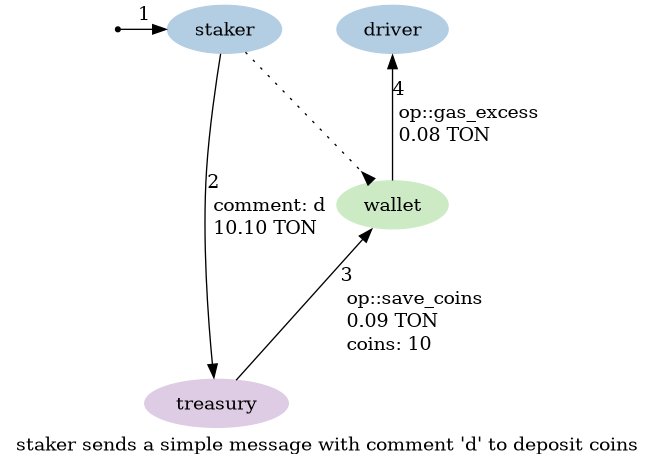 1
staker
driver
4
op::gas_excess
0.08 TON
2
comment: d
10.10 TON
wallet
3
op::save_coins
0.09 TON
coins: 10
treasury
staker sends a simple message with comment 'd' to deposit coins